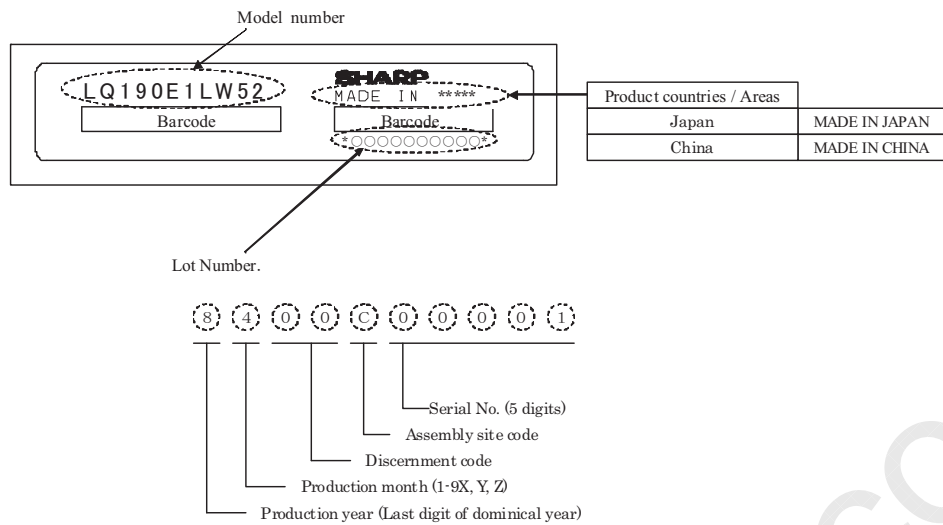 Model number
SHARP
LQ190E1LW52
MADE IN *****
Product countries / Areas
Barcode
Barcode
Japan
MADE IN JAPAN
*○○○○○○○○○○*
China
MADE IN CHINA
Lot Number.
8 4 0 0 C 0 0 0 0 1
Serial No. (5 digits)
Assembly site code
Discernment code
Production month (1-9X, Y, Z)
Production year (Last digit of dominical year)